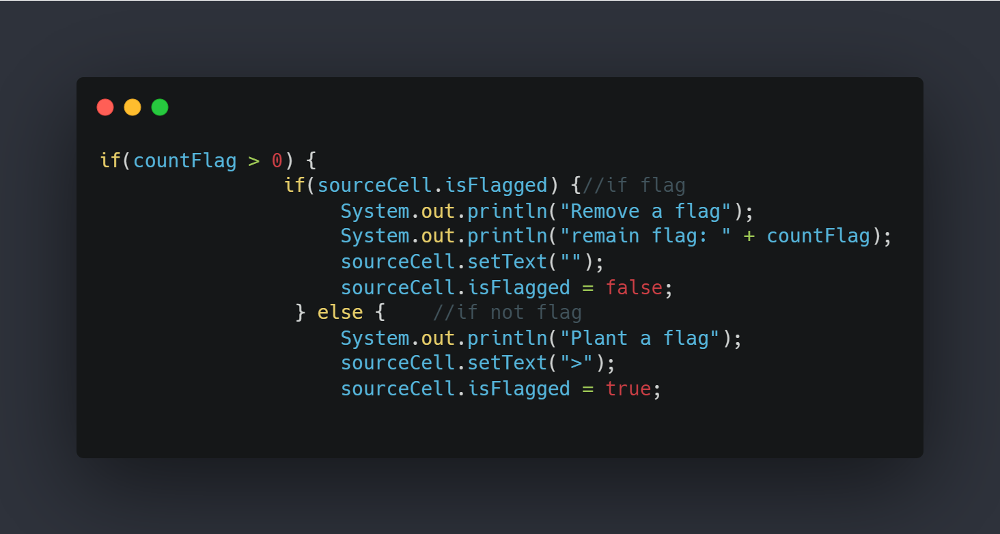 if(countFlag > 0) {
if(sourceCell.isFlagged) {//if flag
System.out.println("Remove a flag");
System.out.println("remain flag: " + countFlag);
sourceCell.setText("");
sourceCell.isFlagged = false;
} else {    //if not flag
System.out.println("Plant a flag");
sourceCell.setText(">");
sourceCell.isFlagged = true;